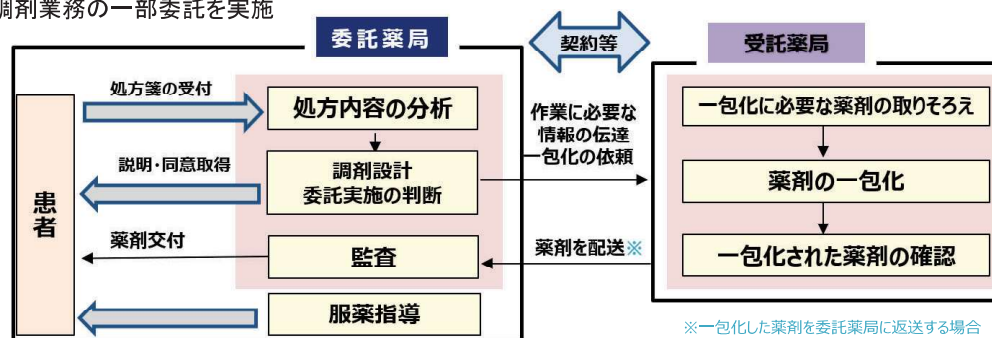 調剤業務の一部委託を実施
委託薬局
契約等
受託薬局
処方箋の受付
処方内容の分析
説明・同意取得
調剤設計
委託実施の判断
作業に必要な
情報の伝達
一包化の依頼
一包化に必要な薬剤の取りそろえ
薬剤の一包化
一包化された薬剤の確認
患者
薬剤交付
監査
薬剤を配送※
服薬指導
※一包化した薬剤を委託薬局に返送する場合